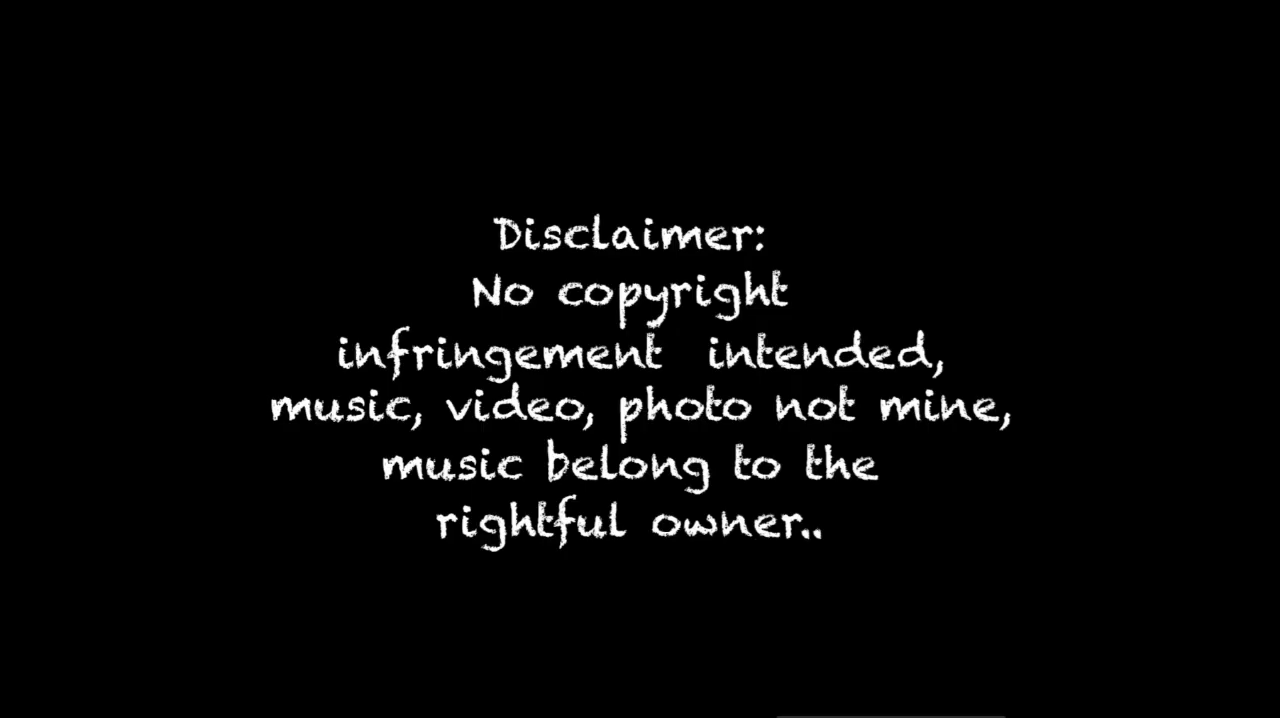 Disclaimer:
No copyright
infringement intended,
music, video, photo not mine,
music belong to the
rightful owner..